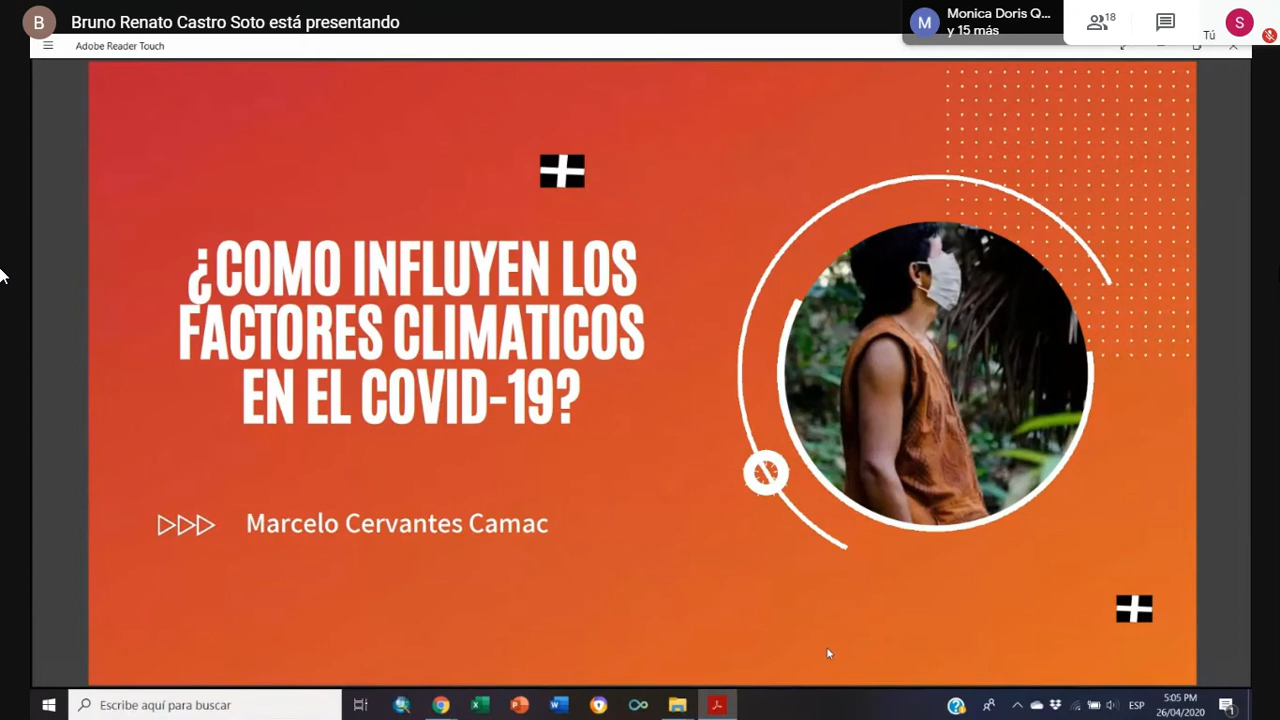 B Bruno Renato Castro Soto está presentando
M Monica Doris Q...
y 15 más
18
Tú
S
Adobe Reader Touch
¿COMO INFLUYEN LOS
FACTORES CLIMATICOS
EN EL COVID-19?
Marcelo Cervantes Camac
Escribe aquí para buscar
ESP
5:05 PM
26/04/2020
1